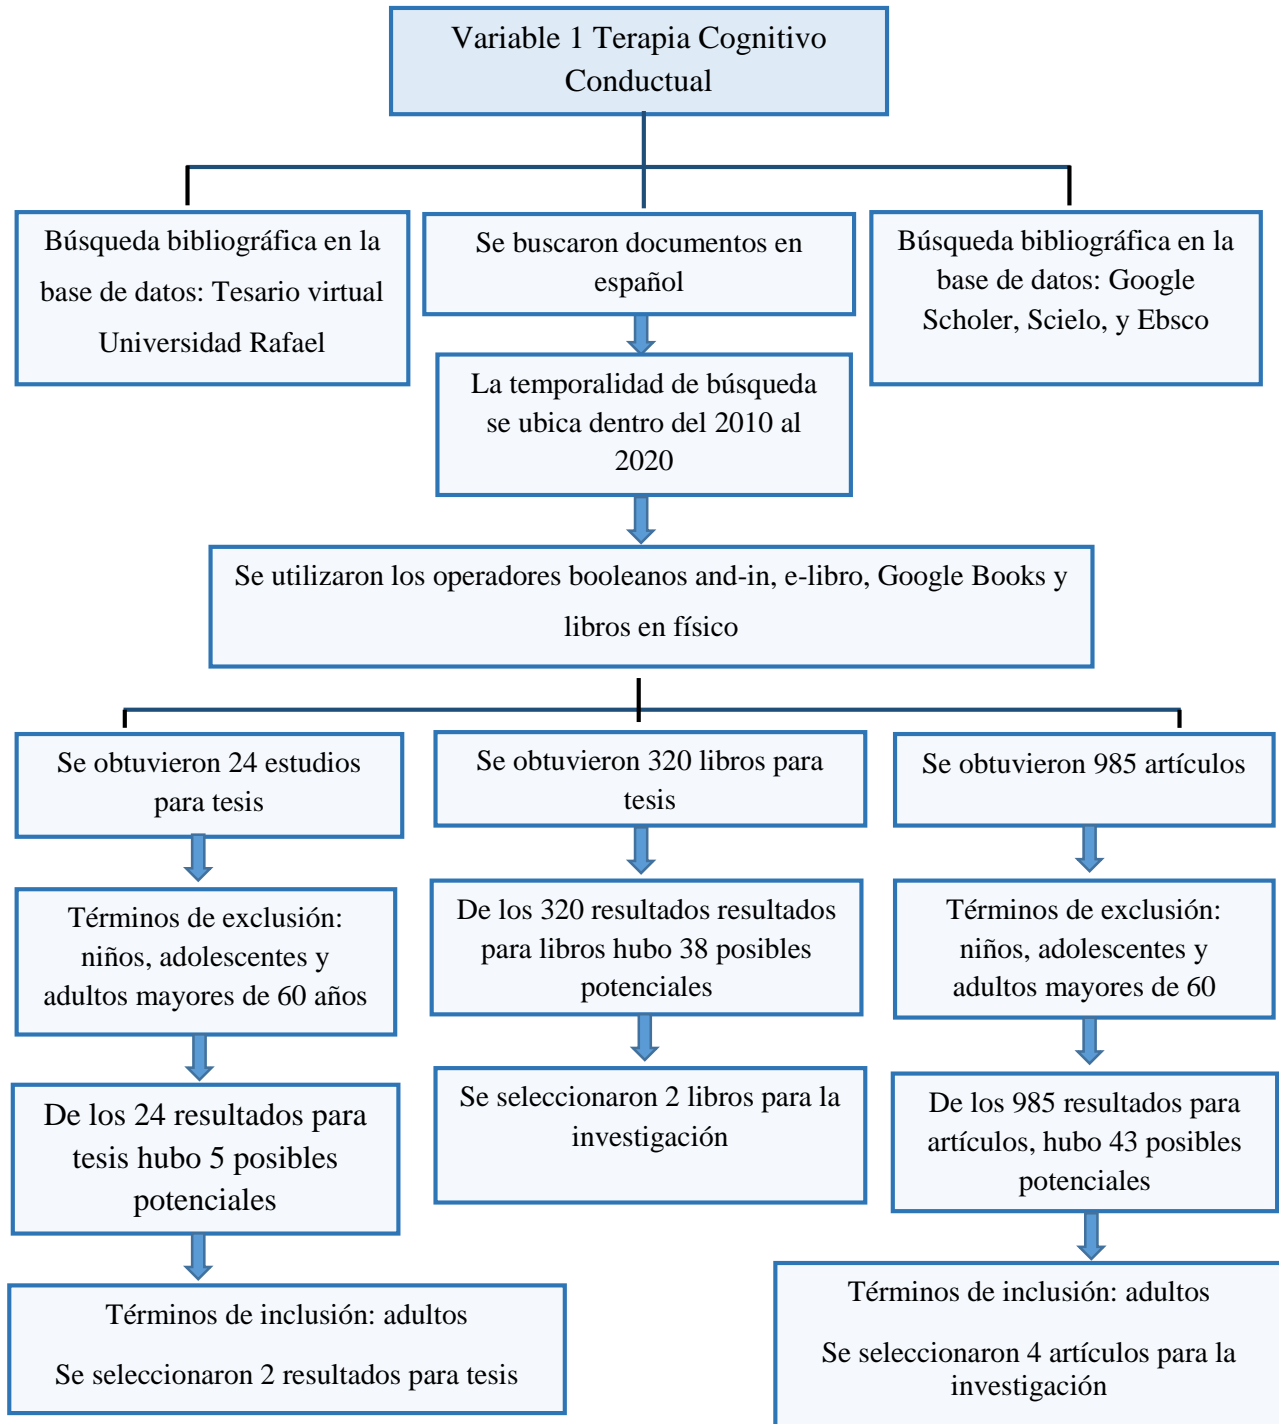 Variable 1 Terapia Cognitivo
Conductual
Búsqueda bibliográfica en la
base de datos: Tesario virtual
Universidad Rafael
Se buscaron documentos en
español
Búsqueda bibliográfica en la
base de datos: Google
Scholer, Scielo, y Ebsco
La temporalidad de búsqueda
se ubica dentro del 2010 al
2020
Se utilizaron los operadores booleanos and-in, e-libro, Google Books y
libros en físico
Se obtuvieron 24 estudios
para tesis
Se obtuvieron 320 libros para
tesis
Se obtuvieron 985 artículos
Términos de exclusión:
niños, adolescentes y
adultos mayores de 60 años
De los 320 resultados resultados
para libros hubo 38 posibles
potenciales
Términos de exclusión:
niños, adolescentes y
adultos mayores de 60
De los 24 resultados para
tesis hubo 5 posibles
potenciales
Se seleccionaron 2 libros para la
investigación
De los 985 resultados para
artículos, hubo 43 posibles
potenciales
Términos de inclusión: adultos
Se seleccionaron 2 resultados para tesis
Términos de inclusión: adultos
Se seleccionaron 4 artículos para la
investigación